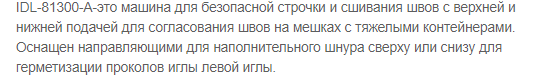 IDL-81300-A-это машина для безопасной строчки и сшивания швов с верхней и
нижней подачей для согласования швов на мешках с тяжелыми контейнерами.
Оснащен направляющими для наполнительного шнура сверху или снизу для
герметизации проколов иглы левой иглы.